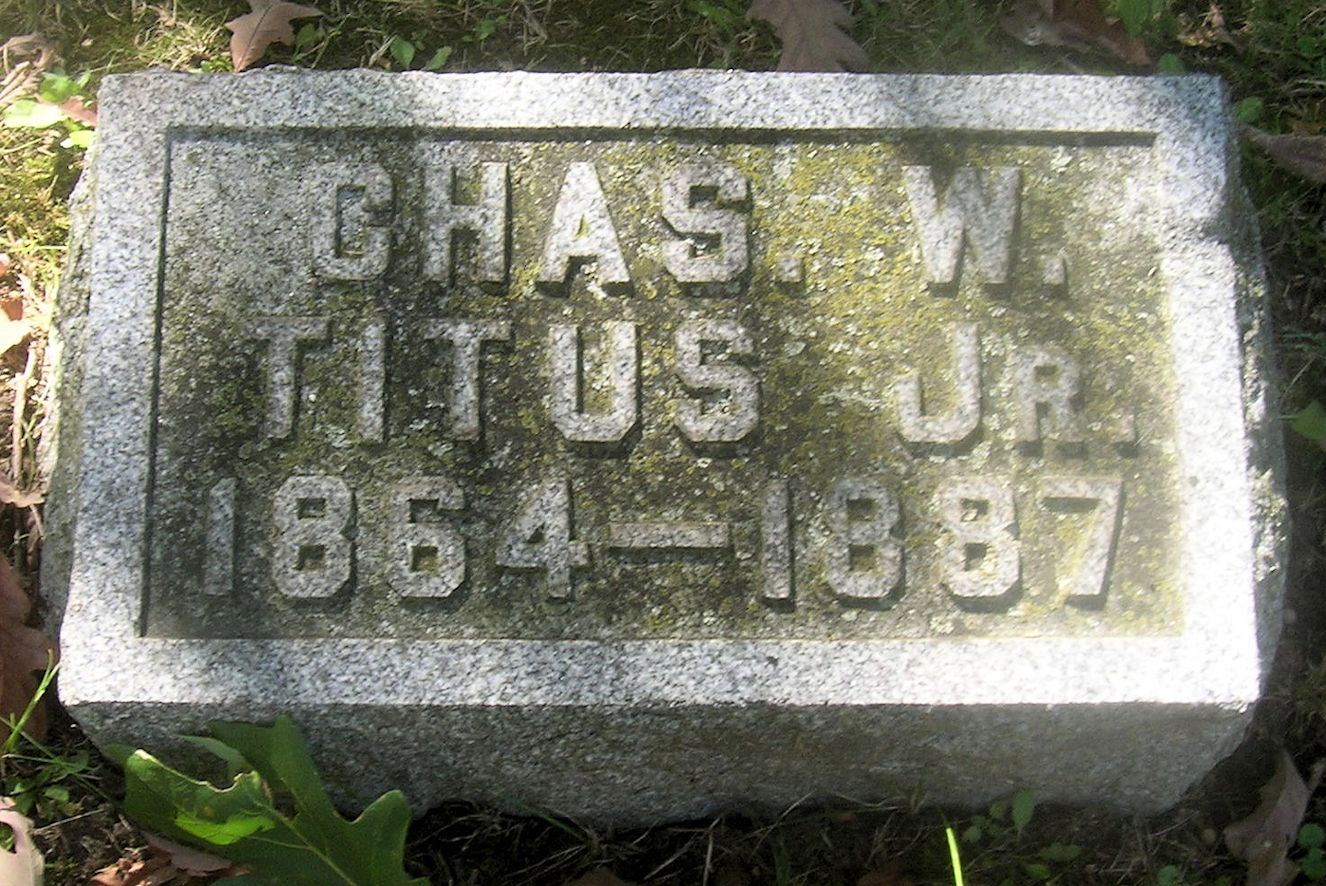 CHAS. W.
TITUS JR.
1864—1887